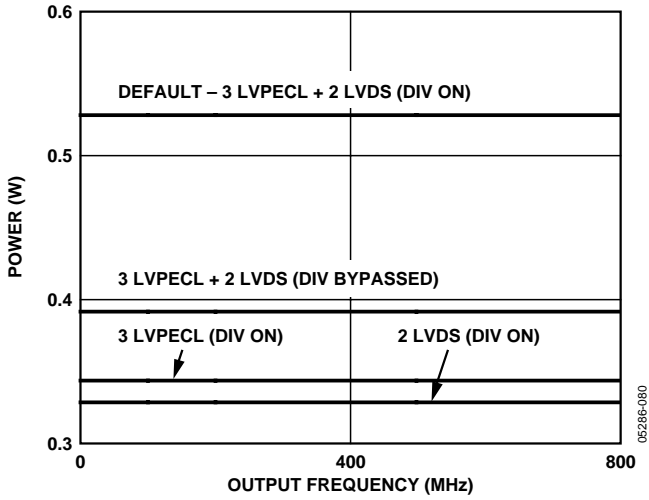 0.6
DEFAULT – 3 LVPECL + 2 LVDS (DIV ON)
0.5
POWER (W)
3 LVPECL + 2 LVDS (DIV BYPASSED)
0.4
3 LVPECL (DIV ON)
2 LVDS (DIV ON)
0.3
0
400
800
OUTPUT FREQUENCY (MHz)
05286-080